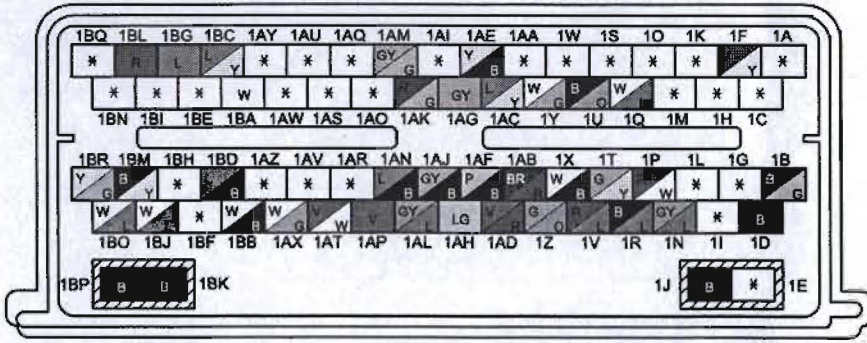 1BQ 1BL 1BG 1BC 1AY 1AU 1AQ 1AM 1AI 1AE 1AA 1W 1S 1O 1K 1F 1A
* R L L Y * * * GY G * Y B * * * * * Y *
* * * W * * * G GY L Y W G B O W * * *
1BN 1BI 1BE 1BA 1AW 1AS 1AO 1AK 1AG 1AC 1Y 1U 1Q 1M 1H 1C
1BR 1BM 1BH 1BD 1AZ 1AV 1AR 1AN 1AJ 1AF 1AB 1X 1T 1P 1L 1G 1B
Y G B Y * B * * * L B GY B P B BR R W B G Y W * * B G
W L W * W B W G V W V GY L LG V R G O R L B L GY L * B
1BO 1BJ 1BF 1BB 1AX 1AT 1AP 1AL 1AH 1AD 1Z 1V 1R 1N 1I 1D
1BP B B 1BK 1J B * 1E